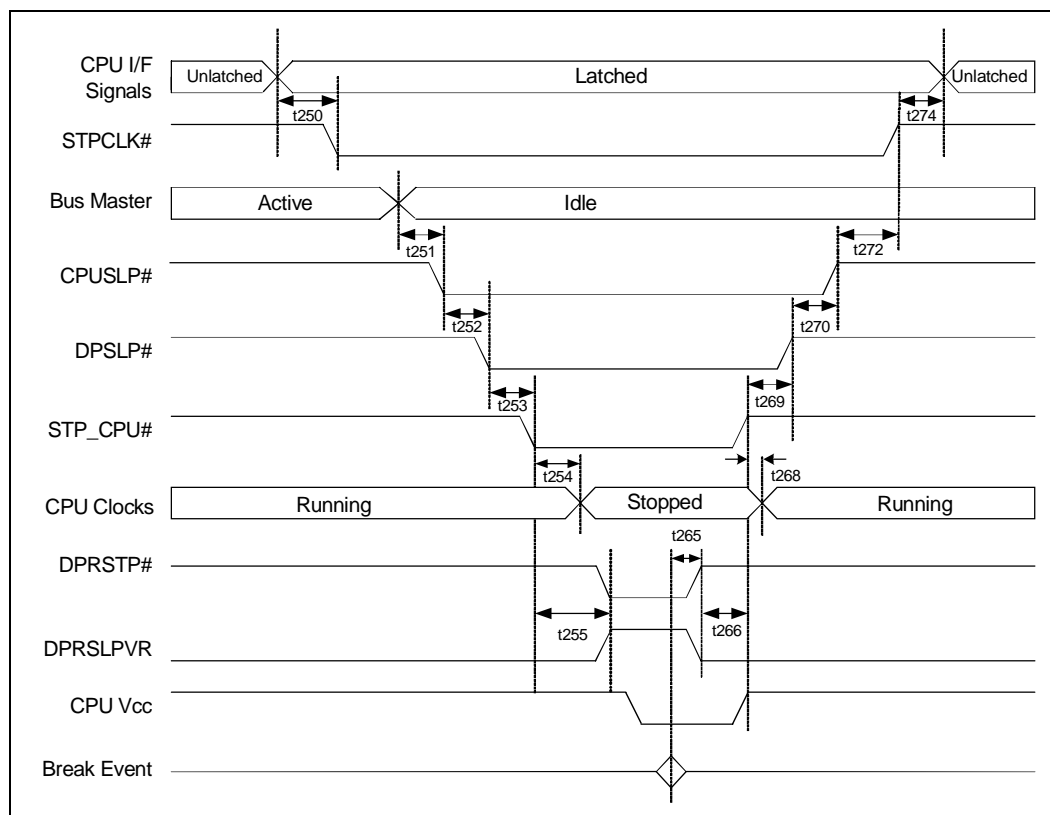 CPU I/F
Signals
Unlatched
Latched
Unlatched
t250
t274
STPCLK#
Bus Master
Active
Idle
t251
t272
CPUSLP#
t252
t270
DPSLP#
t253
t269
STP_CPU#
t254
t268
CPU Clocks
Running
Stopped
Running
t265
DPRSTP#
t255
t266
DPRSLPVR
CPU Vcc
Break Event